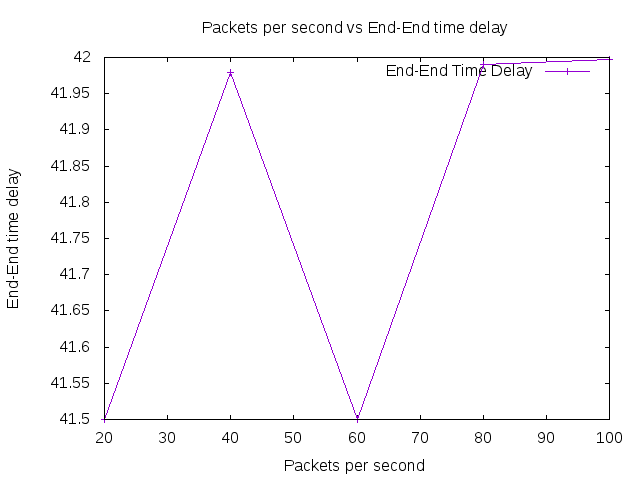 Packets per second vs End-End time delay
End-End Time Delay
42
41.95
41.9
41.85
41.8
41.75
41.7
41.65
41.6
41.55
41.5
End-End time delay
20 30 40 50 60 70 80 90 100
Packets per second